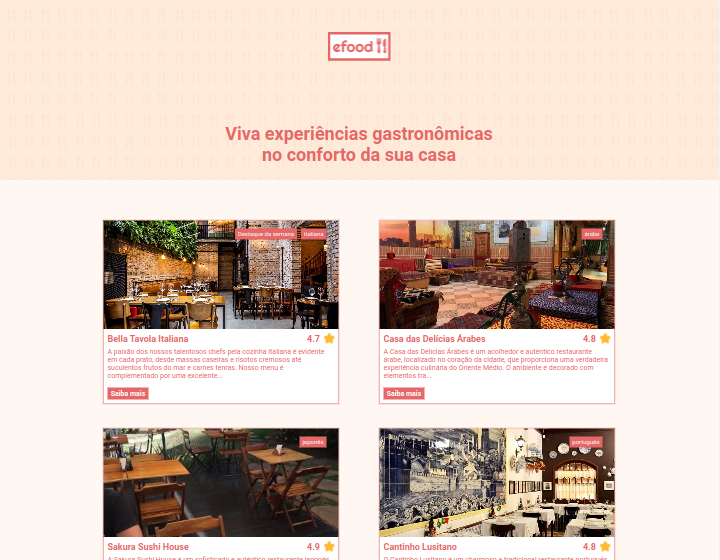 efood
Viva experiências gastronômicas
no conforto da sua casa
Destaque da semana
italiana
Bella Tavola Italiana
4.7
A paixão dos nossos talentosos chefs pela cozinha italiana é evidente
em cada prato, desde massas caseiras e risotos cremosos até
suculentos frutos do mar e carnes tenras. Nosso menu é
complementado por uma excelente...
Saiba mais
árabe
Casa das Delícias Árabes
4.8
A Casa das Delícias Árabes é um acolhedor e autêntico restaurante
árabe, localizado no coração da cidade, que proporciona uma verdadeira
experiência culinária do Oriente Médio. O ambiente é decorado com
elementos tra...
Saiba mais
japonês
Sakura Sushi House
4.9
A Sakura Sushi House é um sofisticado e autêntico restaurante japonês
português
Cantinho Lusitano
4.8
O Cantinho Lusitano é um charmoso e tradicional restaurante português